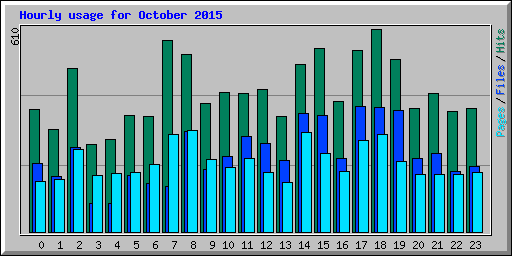 Hourly usage for October 2015
610
Pages/Files/Hits
0 1 2 3 4 5 6 7 8 9 10 11 12 13 14 15 16 17 18 19 20 21 22 23